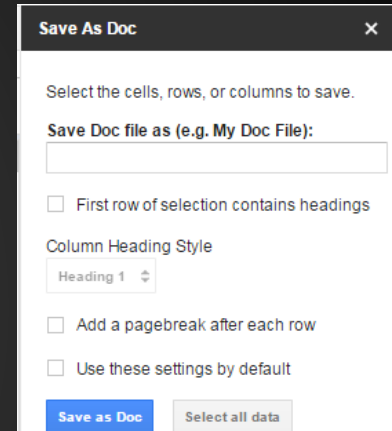 Save As Doc ×
Select the cells, rows, or columns to save.
Save Doc file as (e.g. My Doc File):
First row of selection contains headings
Column Heading Style
Heading 1
Add a pagebreak after each row
Use these settings by default
Save as Doc Select all data